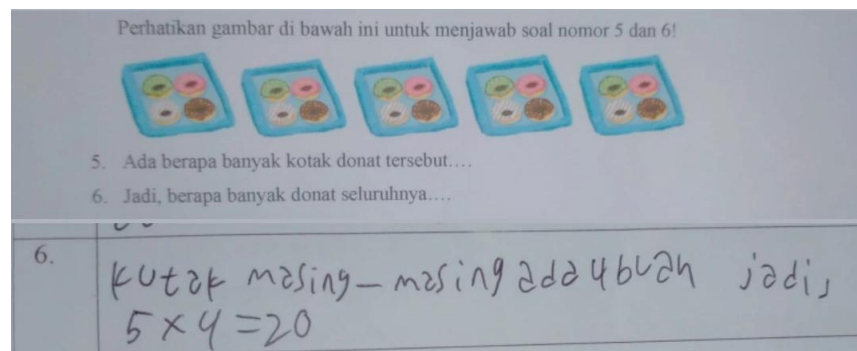 Perhatikan gambar di bawah ini untuk menjawab soal nomor 5 dan 6!
5. Ada berapa banyak kotak donat tersebut....
6. Jadi, berapa banyak donat seluruhnya....
6.
kutak masing-masing ada 4 buah jadi,
5 × 4 = 20